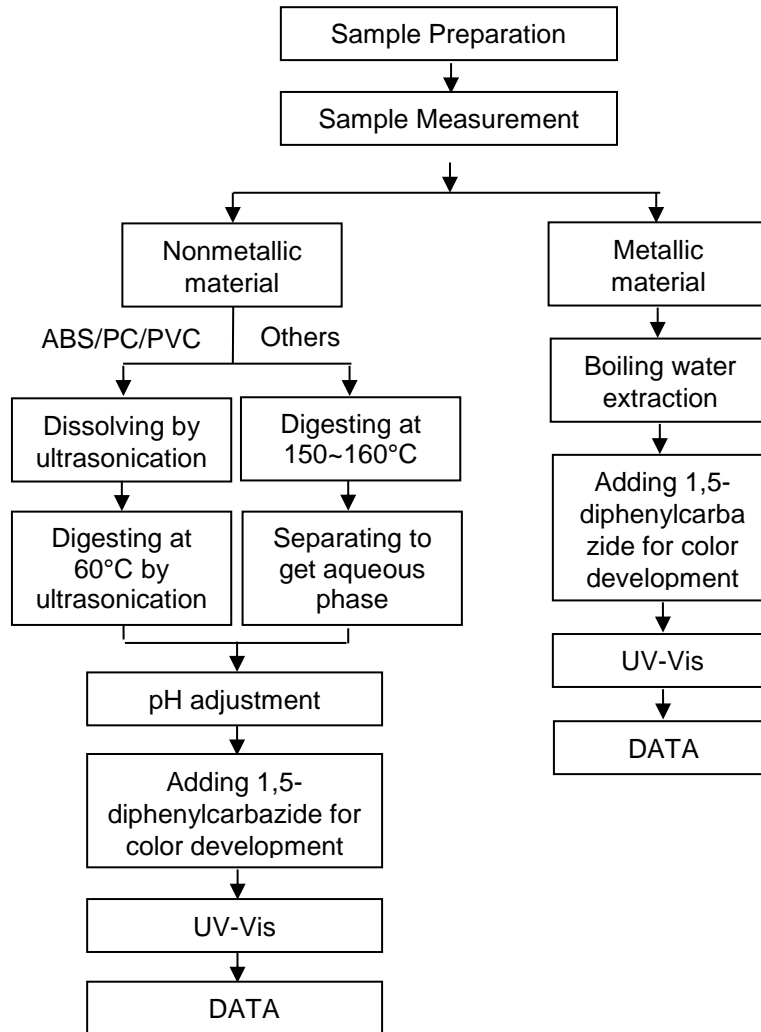 Sample Preparation
Sample Measurement
Nonmetallic
material
Metallic
material
ABS/PC/PVC
Others
Boiling water
extraction
Dissolving by
ultrasonication
Digesting at
150~160°C
Adding 1,5-
diphenylcarba
zide for color
development
Digesting at
60°C by
ultrasonication
Separating to
get aqueous
phase
UV-Vis
pH adjustment
DATA
Adding 1,5-
diphenylcarbazide for
color development
UV-Vis
DATA